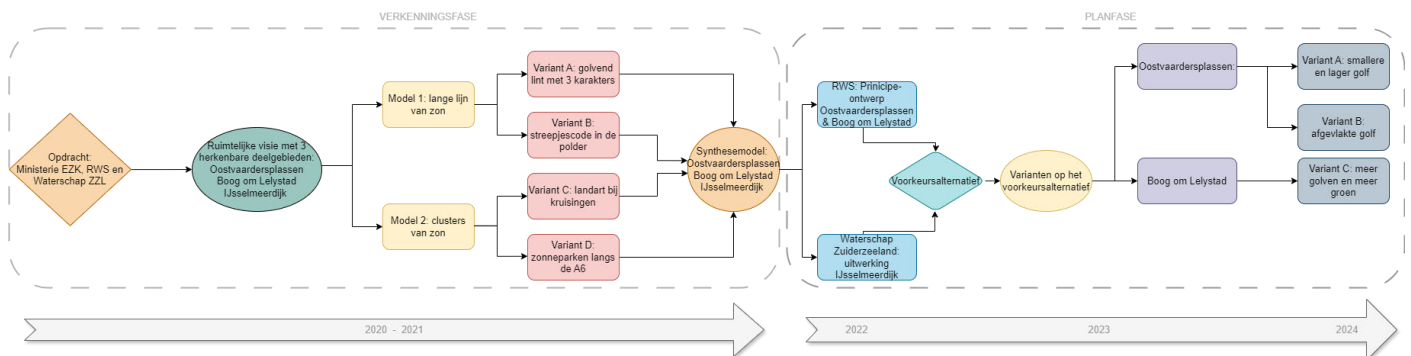 VERKENNINGSFASE
PLANFASE
Opdracht:
Ministerie EZK, RWS en
Waterschap ZZL
Ruimtelijke visie met 3
herkenbare deelgebieden:
Oostvaardersplassen
Boog om Lelystad
IJsselmeerdijk
Model 1: lange lijn
van zon
Model 2: clusters
van zon
Variant A: golvend
lint met 3 karakters
Variant B:
streepjescode in de
polder
Variant C: landart bij
kruisingen
Variant D:
zonneparken langs
de A6
Synthesemodel:
Oostvaardersplassen
Boog om Lelystad
IJsselmeerdijk
RWS: Prinicipe-
ontwerp
Oostvaardersplassen
& Boog om Lelystad
Waterschap
Zuiderzeeland:
uitwerking
IJsselmeerdijk
Voorkeursalternatief
Varianten op het
voorkeursalternatief
Oostvaardersplassen:
Boog om Lelystad
Variant A: smallere
en lager golf
Variant B:
afgevlakte golf
Variant C: meer
golven en meer
groen
2020 - 2021
2022
2023
2024